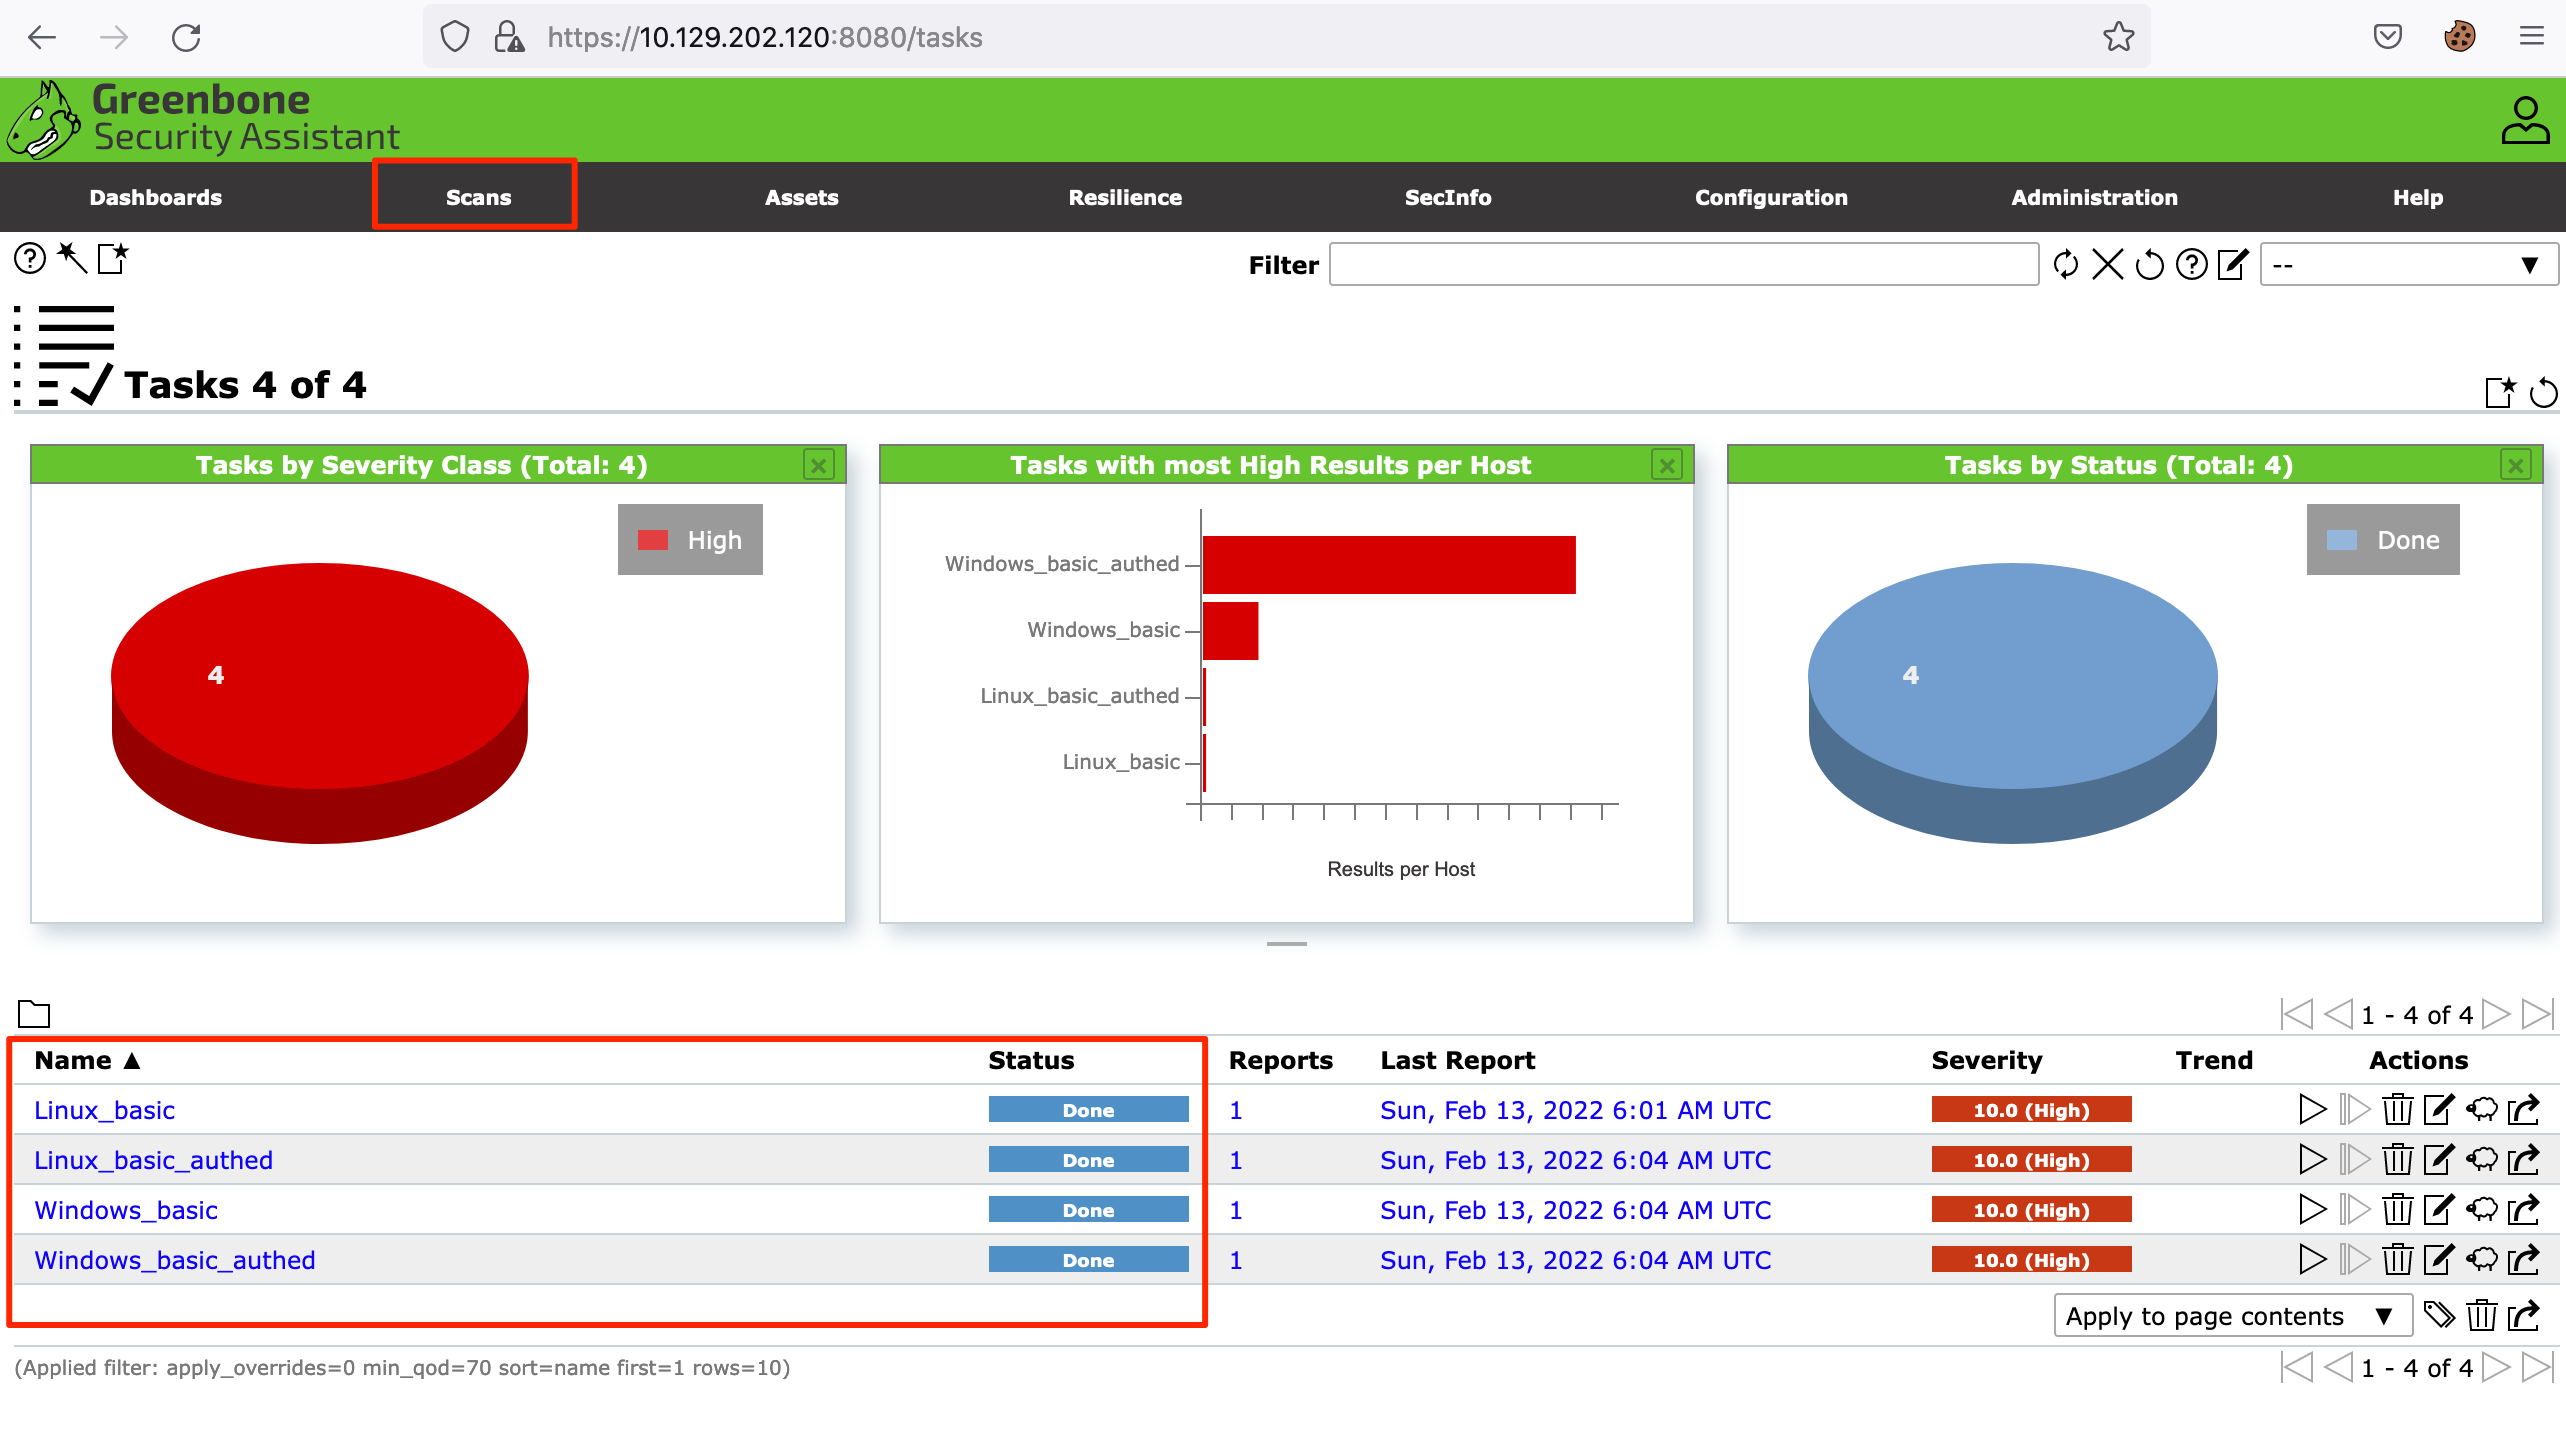 https://10.129.202.120:8080/tasks
Greenbone
Security Assistant
Dashboards Scans Assets Resilience SecInfo Configuration Administration Help
Filter --
Tasks 4 of 4
Tasks by Severity Class (Total: 4)
High
4
Tasks with most High Results per Host
Windows_basic_authed
Windows_basic
Linux_basic_authed
Linux_basic
Results per Host
Tasks by Status (Total: 4)
Done
4
1 - 4 of 4
Name ▲ Status Reports Last Report Severity Trend Actions
Linux_basic Done 1 Sun, Feb 13, 2022 6:01 AM UTC 10.0 (High)
Linux_basic_authed Done 1 Sun, Feb 13, 2022 6:04 AM UTC 10.0 (High)
Windows_basic Done 1 Sun, Feb 13, 2022 6:04 AM UTC 10.0 (High)
Windows_basic_authed Done 1 Sun, Feb 13, 2022 6:04 AM UTC 10.0 (High)
Apply to page contents ▼
(Applied filter: apply_overrides=0 min_qod=70 sort=name first=1 rows=10)
1 - 4 of 4